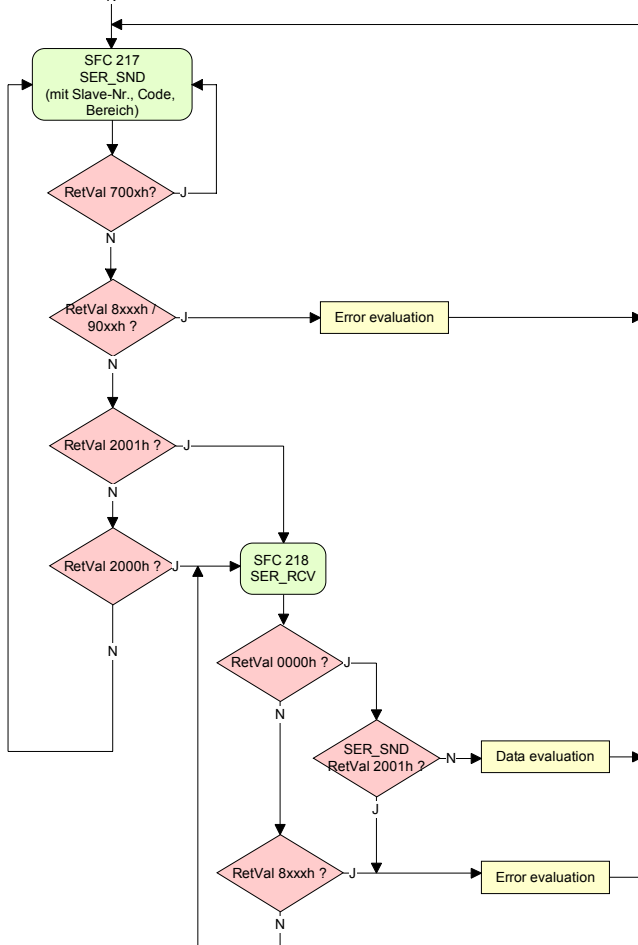 N
SFC 217
SER_SND
(mit Slave-Nr., Code,
Bereich)
RetVal 700xh?
J
N
RetVal 8xxxh /
90xxh ?
J
Error evaluation
N
RetVal 2001h ?
J
N
RetVal 2000h ?
J
SFC 218
SER_RCV
N
RetVal 0000h ?
J
N
SER_SND
RetVal 2001h ?
N
Data evaluation
J
RetVal 8xxxh ?
J
Error evaluation
N